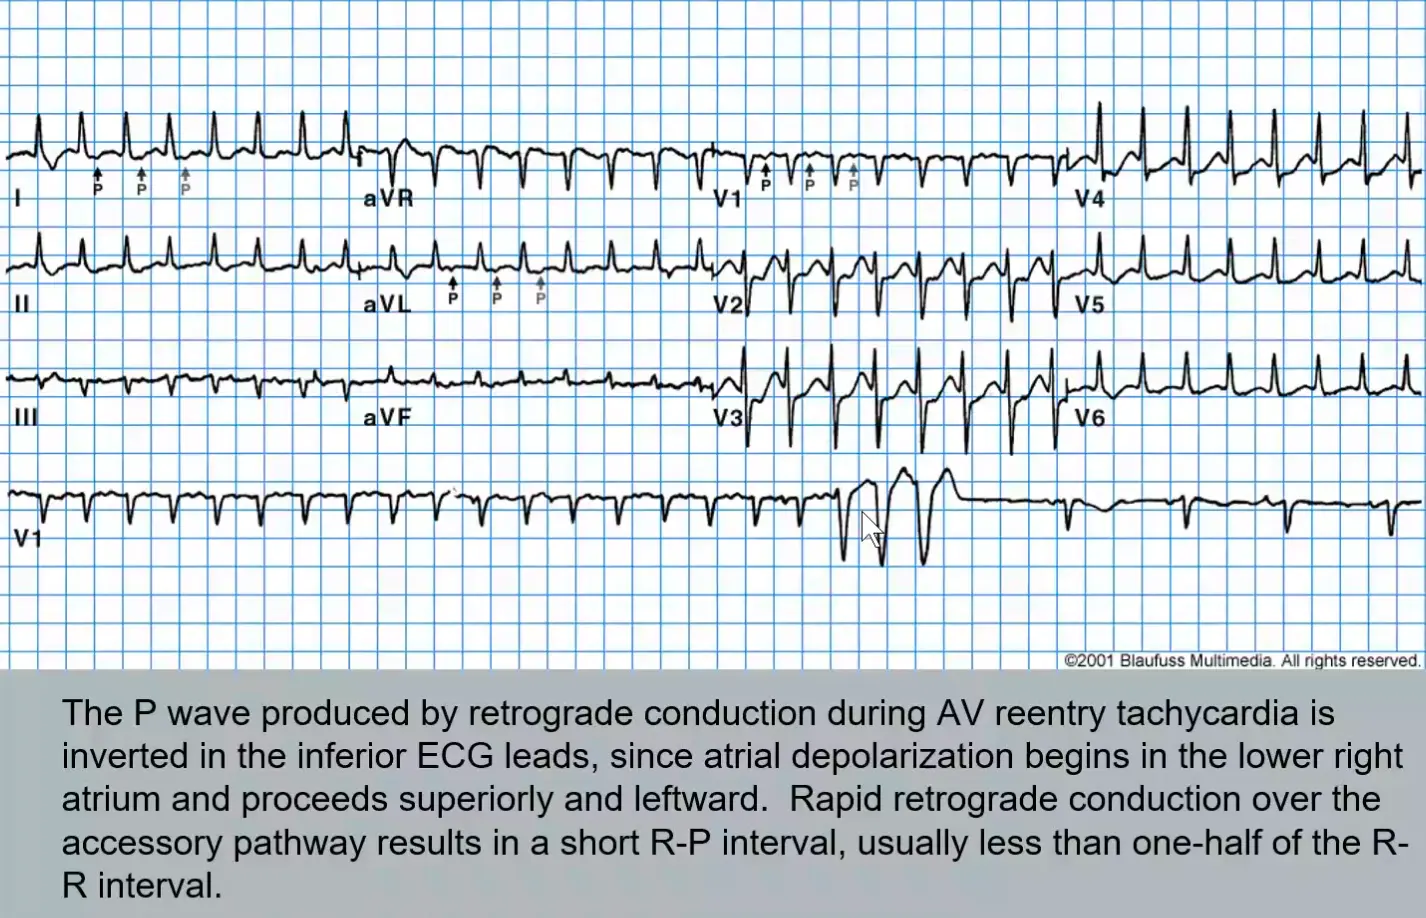 P P P
I
aVR
P P P
V1
V4
II
P P P
aVL
V2
V5
III
aVF
V3
V6
V1
©2001 Blaufuss Multimedia. All rights reserved.
The P wave produced by retrograde conduction during AV reentry tachycardia is
inverted in the inferior ECG leads, since atrial depolarization begins in the lower right
atrium and proceeds superiorly and leftward.  Rapid retrograde conduction over the
accessory pathway results in a short R-P interval, usually less than one-half of the R-
R interval.